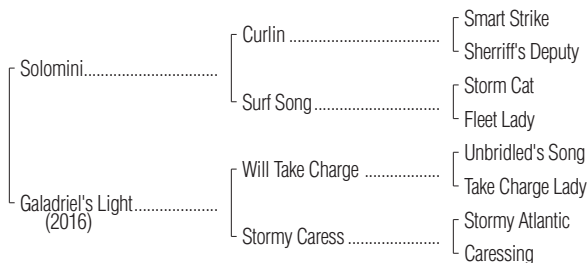 Smart Strike
Curlin ........................................
Sherriff's Deputy
Solomini...................................
Storm Cat
Surf Song ..................................
Fleet Lady
Unbridled's Song
Will Take Charge ....................
Take Charge Lady
Galadriel's Light......................
(2016)
Stormy Atlantic
Stormy Caress ........................
Caressing